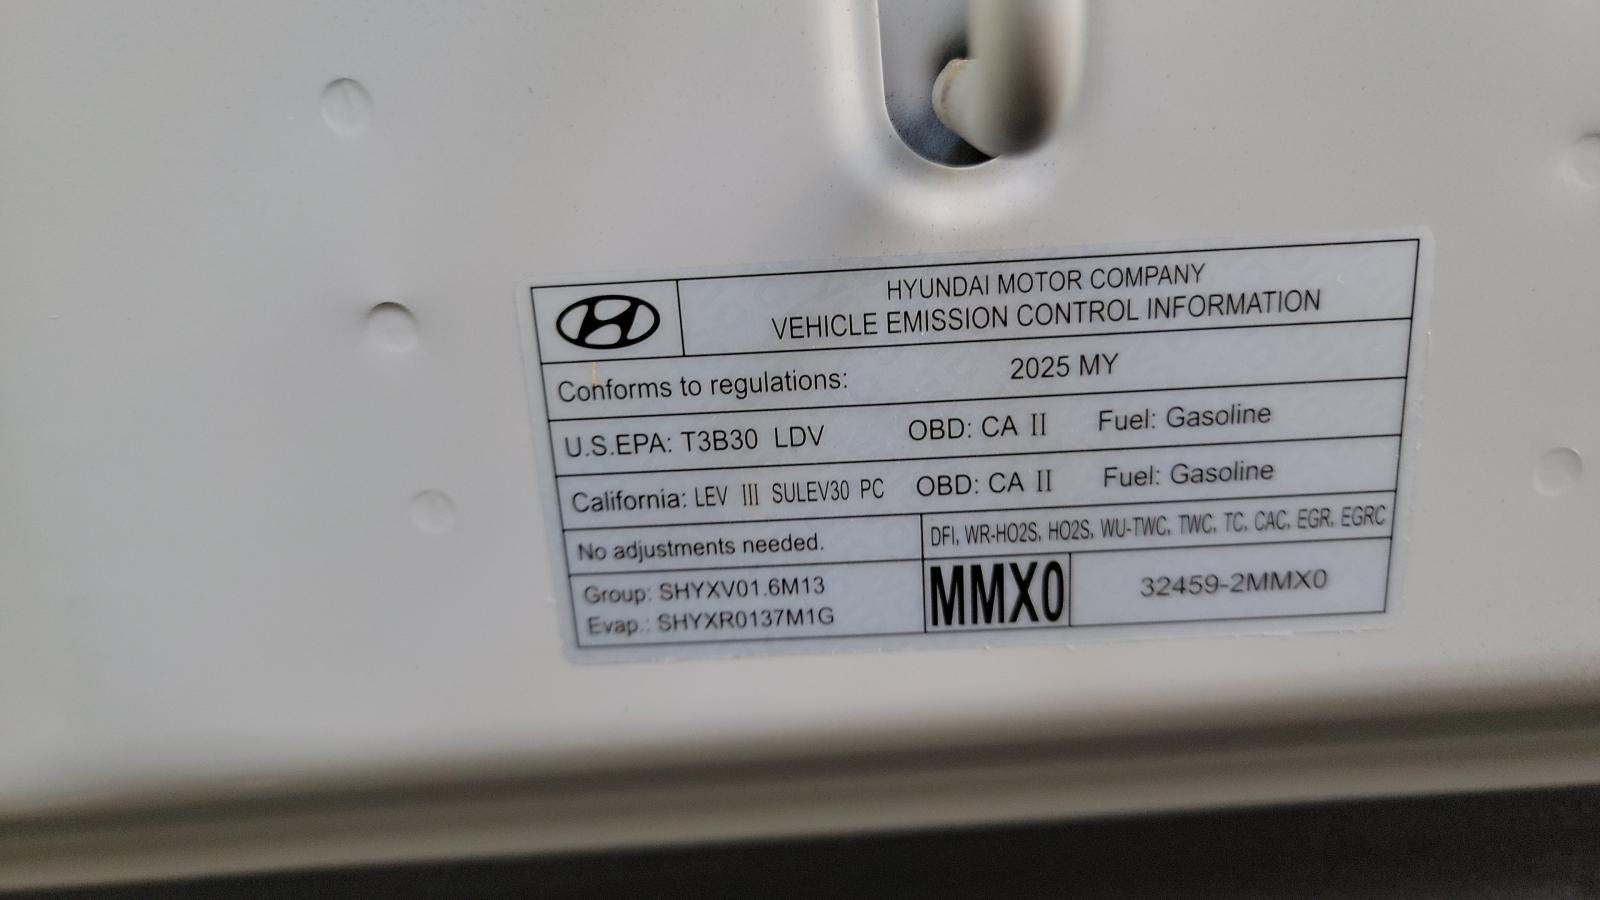 HYUNDAI MOTOR COMPANY
VEHICLE EMISSION CONTROL INFORMATION
Conforms to regulations: 2025 MY
U.S.EPA: T3B30 LDV OBD: CA II Fuel: Gasoline
California: LEV III SULEV30 PC OBD: CA II Fuel: Gasoline
No adjustments needed. DFI, WR-HO2S, HO2S, WU-TWC, TWC, TC, CAC, EGR, EGRC
Group: SHYXV01.6M13
Evap.: SHYXR0137M1G
MMX0 32459-2MMX0